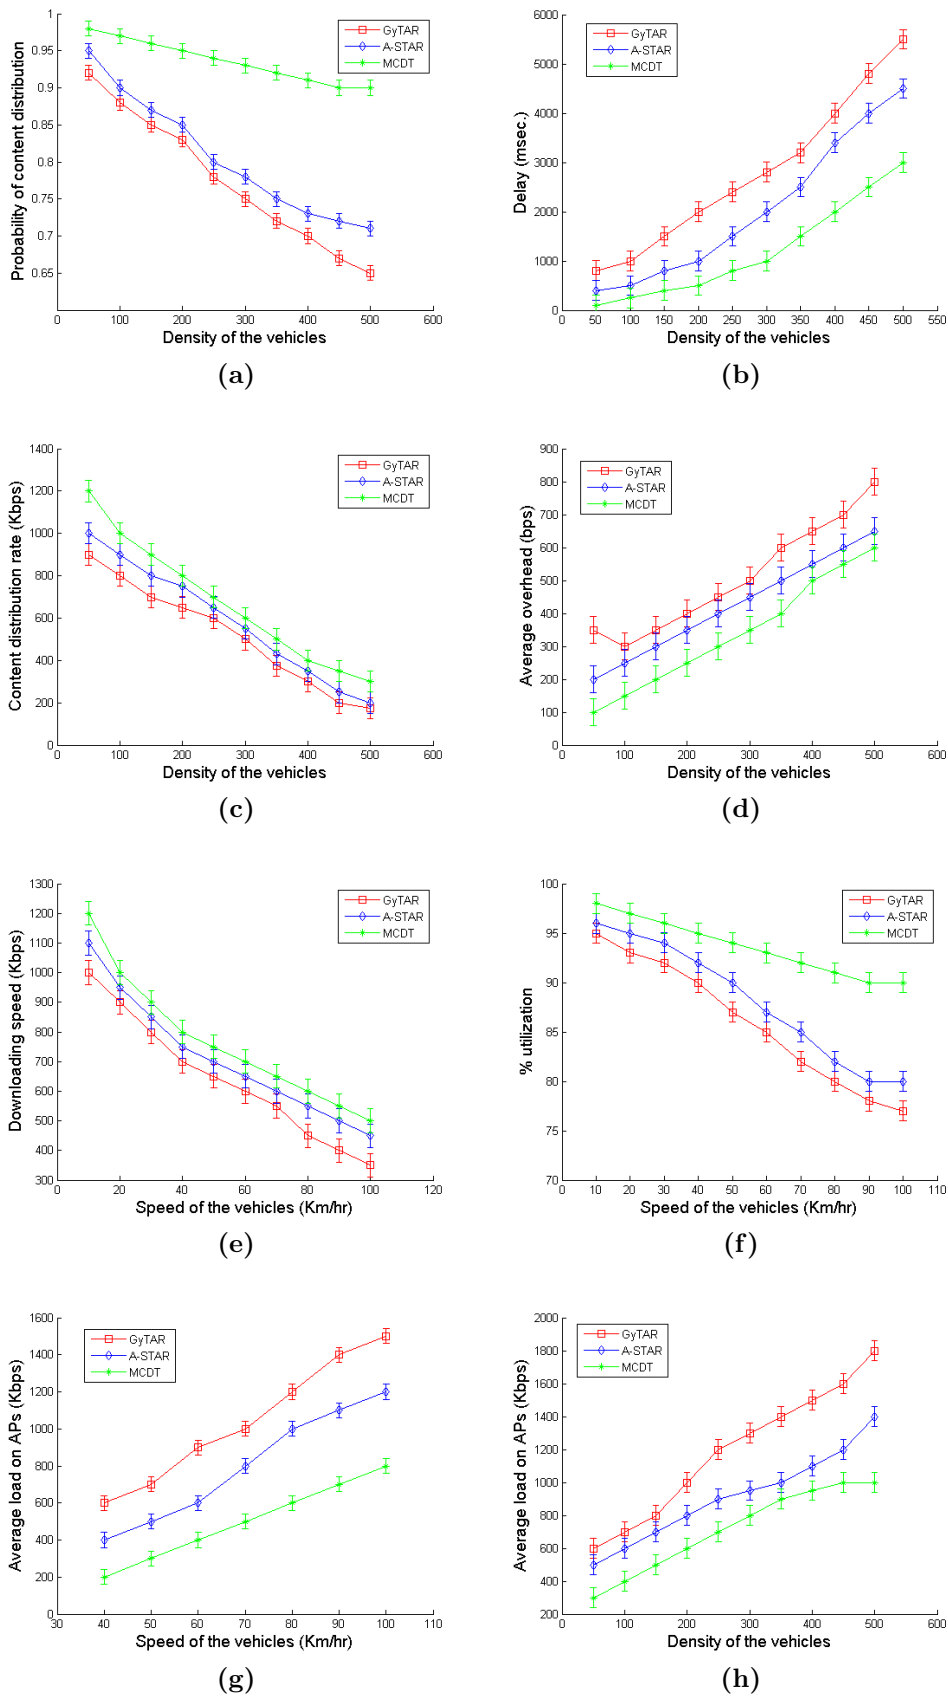 1
0.95
0.9
0.85
0.8
0.75
0.7
0.65
0
100
200
300
400
500
600
Probability of content distribution
Density of the vehicles
GyTAR
A-STAR
MCDT
(a)
6000
5000
4000
3000
2000
1000
0
0
50
100
150
200
250
300
350
400
450
500
550
Delay (msec.)
Density of the vehicles
GyTAR
A-STAR
MCDT
(b)
1400
1200
1000
800
600
400
200
0
0
100
200
300
400
500
600
Content distribution rate (Kbps)
Density of the vehicles
GyTAR
A-STAR
MCDT
(c)
900
800
700
600
500
400
300
200
100
0
0
100
200
300
400
500
600
Average overhead (bps)
Density of the vehicles
GyTAR
A-STAR
MCDT
(d)
1300
1200
1100
1000
900
800
700
600
500
400
300
0
20
40
60
80
100
120
Downloading speed (Kbps)
Speed of the vehicles (Km/hr)
GyTAR
A-STAR
MCDT
(e)
100
95
90
85
80
75
70
0
10
20
30
40
50
60
70
80
90
100
110
% utilization
Speed of the vehicles (Km/hr)
GyTAR
A-STAR
MCDT
(f)
1600
1400
1200
1000
800
600
400
200
0
30
40
50
60
70
80
90
100
110
Average load on APs (Kbps)
Speed of the vehicles (Km/hr)
GyTAR
A-STAR
MCDT
(g)
2000
1800
1600
1400
1200
1000
800
600
400
200
0
100
200
300
400
500
600
Average load on APs (Kbps)
Density of the vehicles
GyTAR
A-STAR
MCDT
(h)